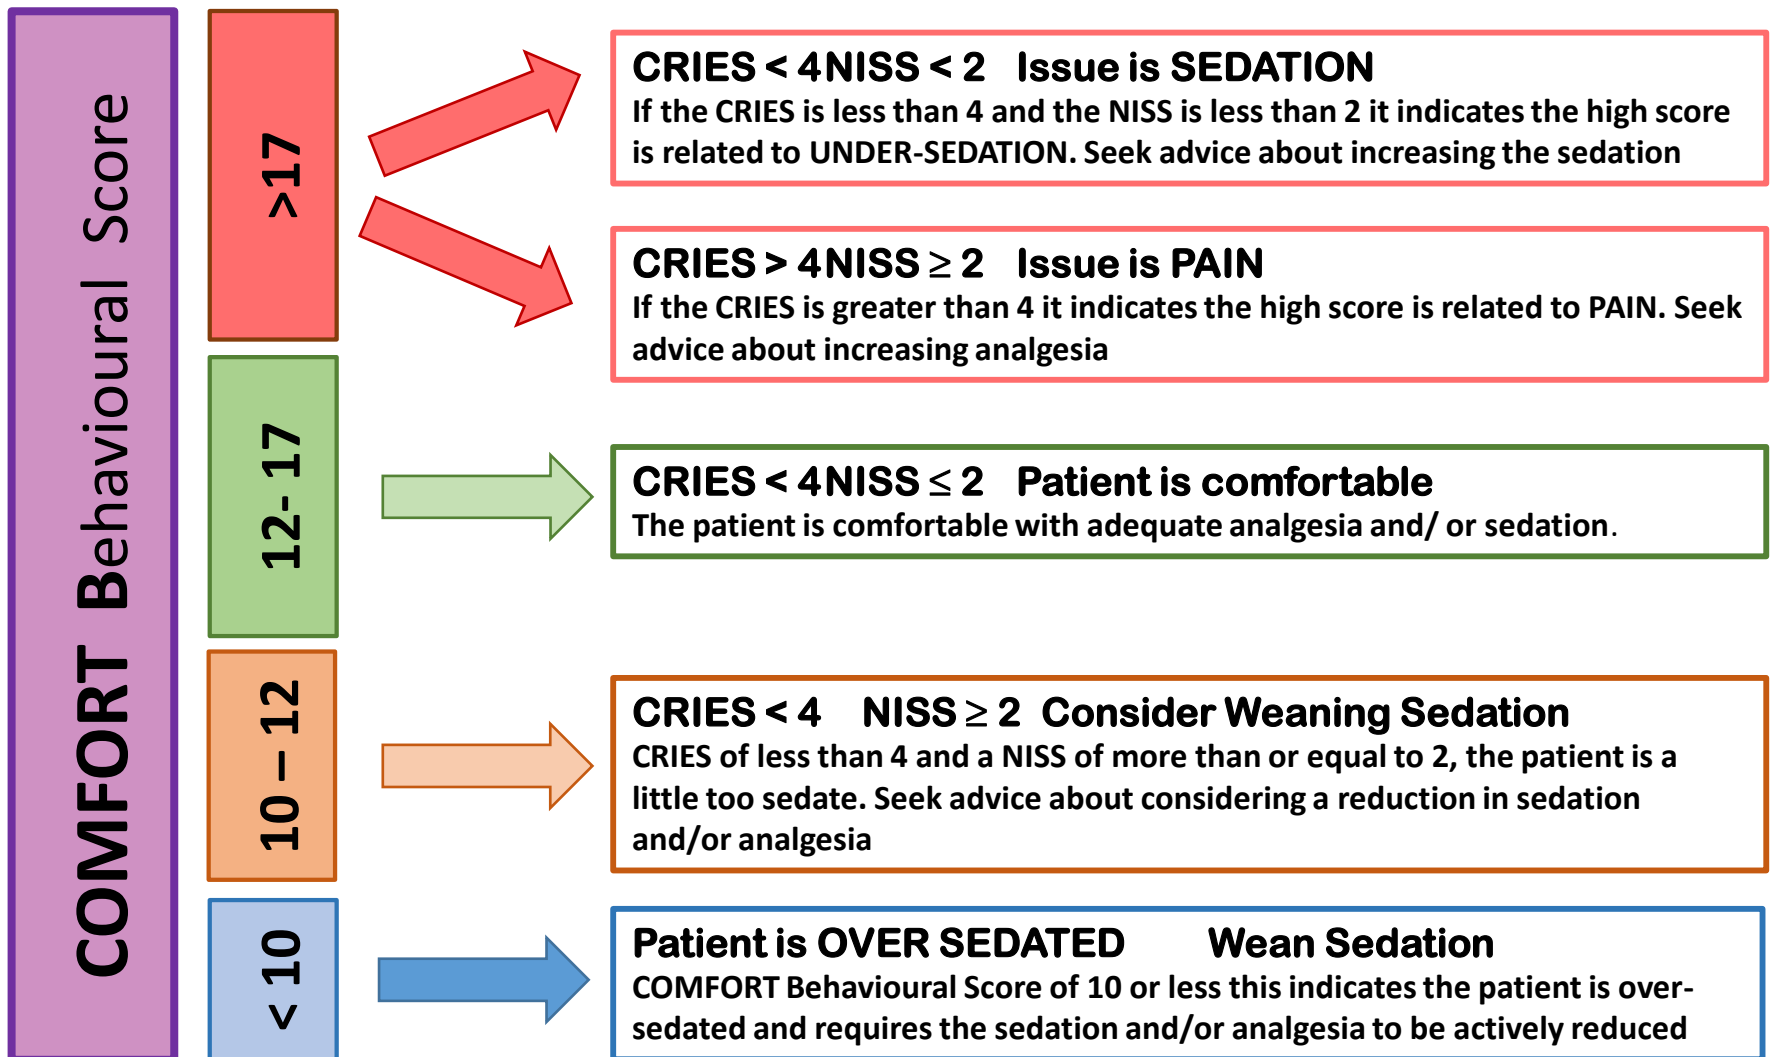 COMFORT Behavioural Score
>17
CRIES < 4NISS < 2 Issue is SEDATION
If the CRIES is less than 4 and the NISS is less than 2 it indicates the high score
is related to UNDER-SEDATION. Seek advice about increasing the sedation
CRIES > 4NISS ≥ 2 Issue is PAIN
If the CRIES is greater than 4 it indicates the high score is related to PAIN. Seek
advice about increasing analgesia
12- 17
CRIES < 4NISS ≤ 2 Patient is comfortable
The patient is comfortable with adequate analgesia and/ or sedation.
10 – 12
CRIES < 4 NISS ≥ 2 Consider Weaning Sedation
CRIES of less than 4 and a NISS of more than or equal to 2, the patient is a
little too sedate. Seek advice about considering a reduction in sedation
and/or analgesia
< 10
Patient is OVER SEDATED Wean Sedation
COMFORT Behavioural Score of 10 or less this indicates the patient is over-
sedated and requires the sedation and/or analgesia to be actively reduced